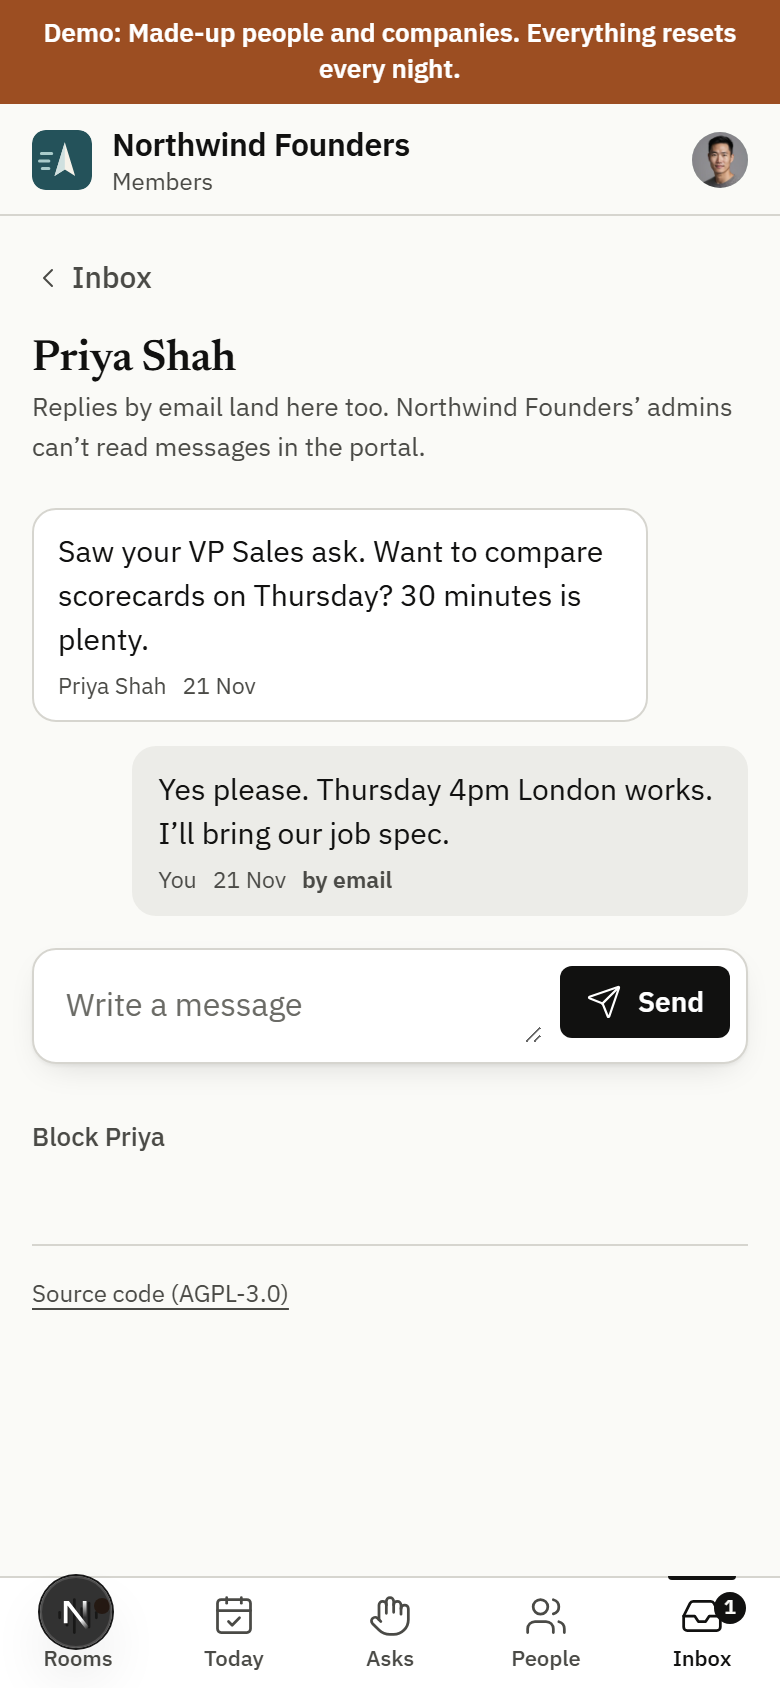 Demo: Made-up people and companies. Everything resets
every night.
Northwind Founders
Members
Inbox
Priya Shah
Replies by email land here too. Northwind Founders’ admins
can’t read messages in the portal.
Saw your VP Sales ask. Want to compare
scorecards on Thursday? 30 minutes is
plenty.
Priya Shah 21 Nov
Yes please. Thursday 4pm London works.
I’ll bring our job spec.
You 21 Nov by email
Write a message
Send
Block Priya
Source code (AGPL-3.0)
N
1
Rooms Today Asks People Inbox